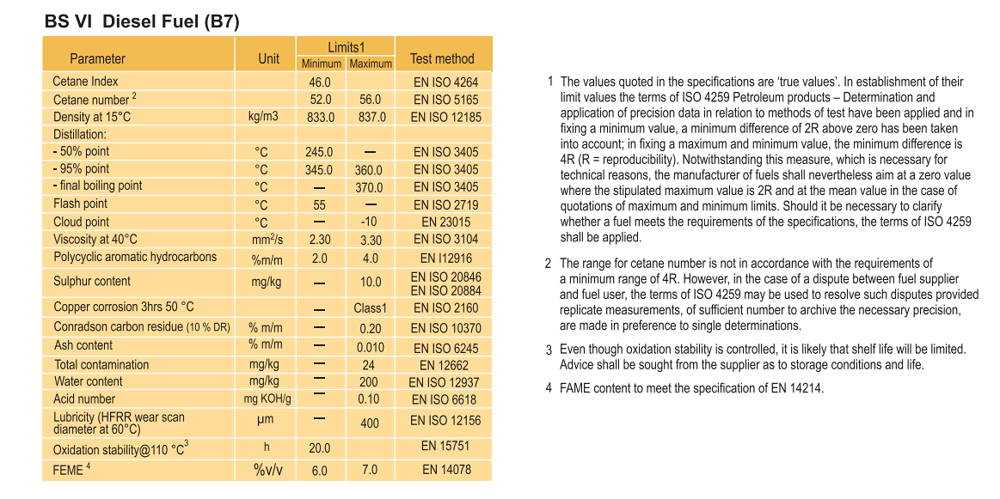 BS VI Diesel Fuel (B7)
Parameter Unit Limits1 Test method
Minimum Maximum
Cetane Index 46.0 EN ISO 4264
Cetane number 2 52.0 56.0 EN ISO 5165
Density at 15°C kg/m3 833.0 837.0 EN ISO 12185
Distillation:
- 50% point °C 245.0 — EN ISO 3405
- 95% point °C 345.0 360.0 EN ISO 3405
- final boiling point °C — 370.0 EN ISO 3405
Flash point °C 55 — EN ISO 2719
Cloud point °C — -10 EN 23015
Viscosity at 40°C mm2/s 2.30 3.30 EN ISO 3104
Polycyclic aromatic hydrocarbons %m/m 2.0 4.0 EN I12916
Sulphur content mg/kg — 10.0 EN ISO 20846
EN ISO 20884
Copper corrosion 3hrs 50 °C — Class1 EN ISO 2160
Conradson carbon residue (10 % DR) % m/m — 0.20 EN ISO 10370
Ash content % m/m — 0.010 EN ISO 6245
Total contamination mg/kg — 24 EN 12662
Water content mg/kg — 200 EN ISO 12937
Acid number mg KOH/g — 0.10 EN ISO 6618
Lubricity (HFRR wear scan
diameter at 60°C) µm — 400 EN ISO 12156
Oxidation stability@110 °C3 h 20.0 EN 15751
FEME 4 %v/v 6.0 7.0 EN 14078
1 The values quoted in the specifications are ‘true values’. In establishment of their
limit values the terms of ISO 4259 Petroleum products – Determination and
application of precision data in relation to methods of test have been applied and in
fixing a minimum value, a minimum difference of 2R above zero has been taken
into account; in fixing a maximum and minimum value, the minimum difference is
4R (R = reproducibility). Notwithstanding this measure, which is necessary for
technical reasons, the manufacturer of fuels shall nevertheless aim at a zero value
where the stipulated maximum value is 2R and at the mean value in the case of
quotations of maximum and minimum limits. Should it be necessary to clarify
whether a fuel meets the requirements of the specifications, the terms of ISO 4259
shall be applied.
2 The range for cetane number is not in accordance with the requirements of
a minimum range of 4R. However, in the case of a dispute between fuel supplier
and fuel user, the terms of ISO 4259 may be used to resolve such disputes provided
replicate measurements, of sufficient number to archive the necessary precision,
are made in preference to single determinations.
3 Even though oxidation stability is controlled, it is likely that shelf life will be limited.
Advice shall be sought from the supplier as to storage conditions and life.
4 FAME content to meet the specification of EN 14214.